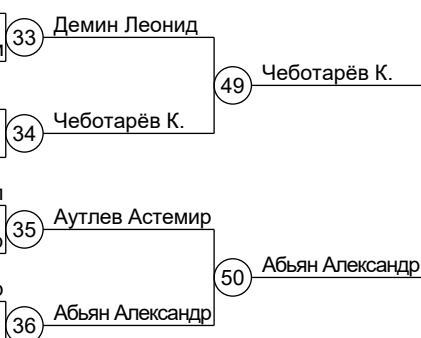 33 Демин Леонид
49 Чеботарёв К.
34 Чеботарёв К.
35 Аутлев Астемир
50 Абьян Александр
36 Абьян Александр